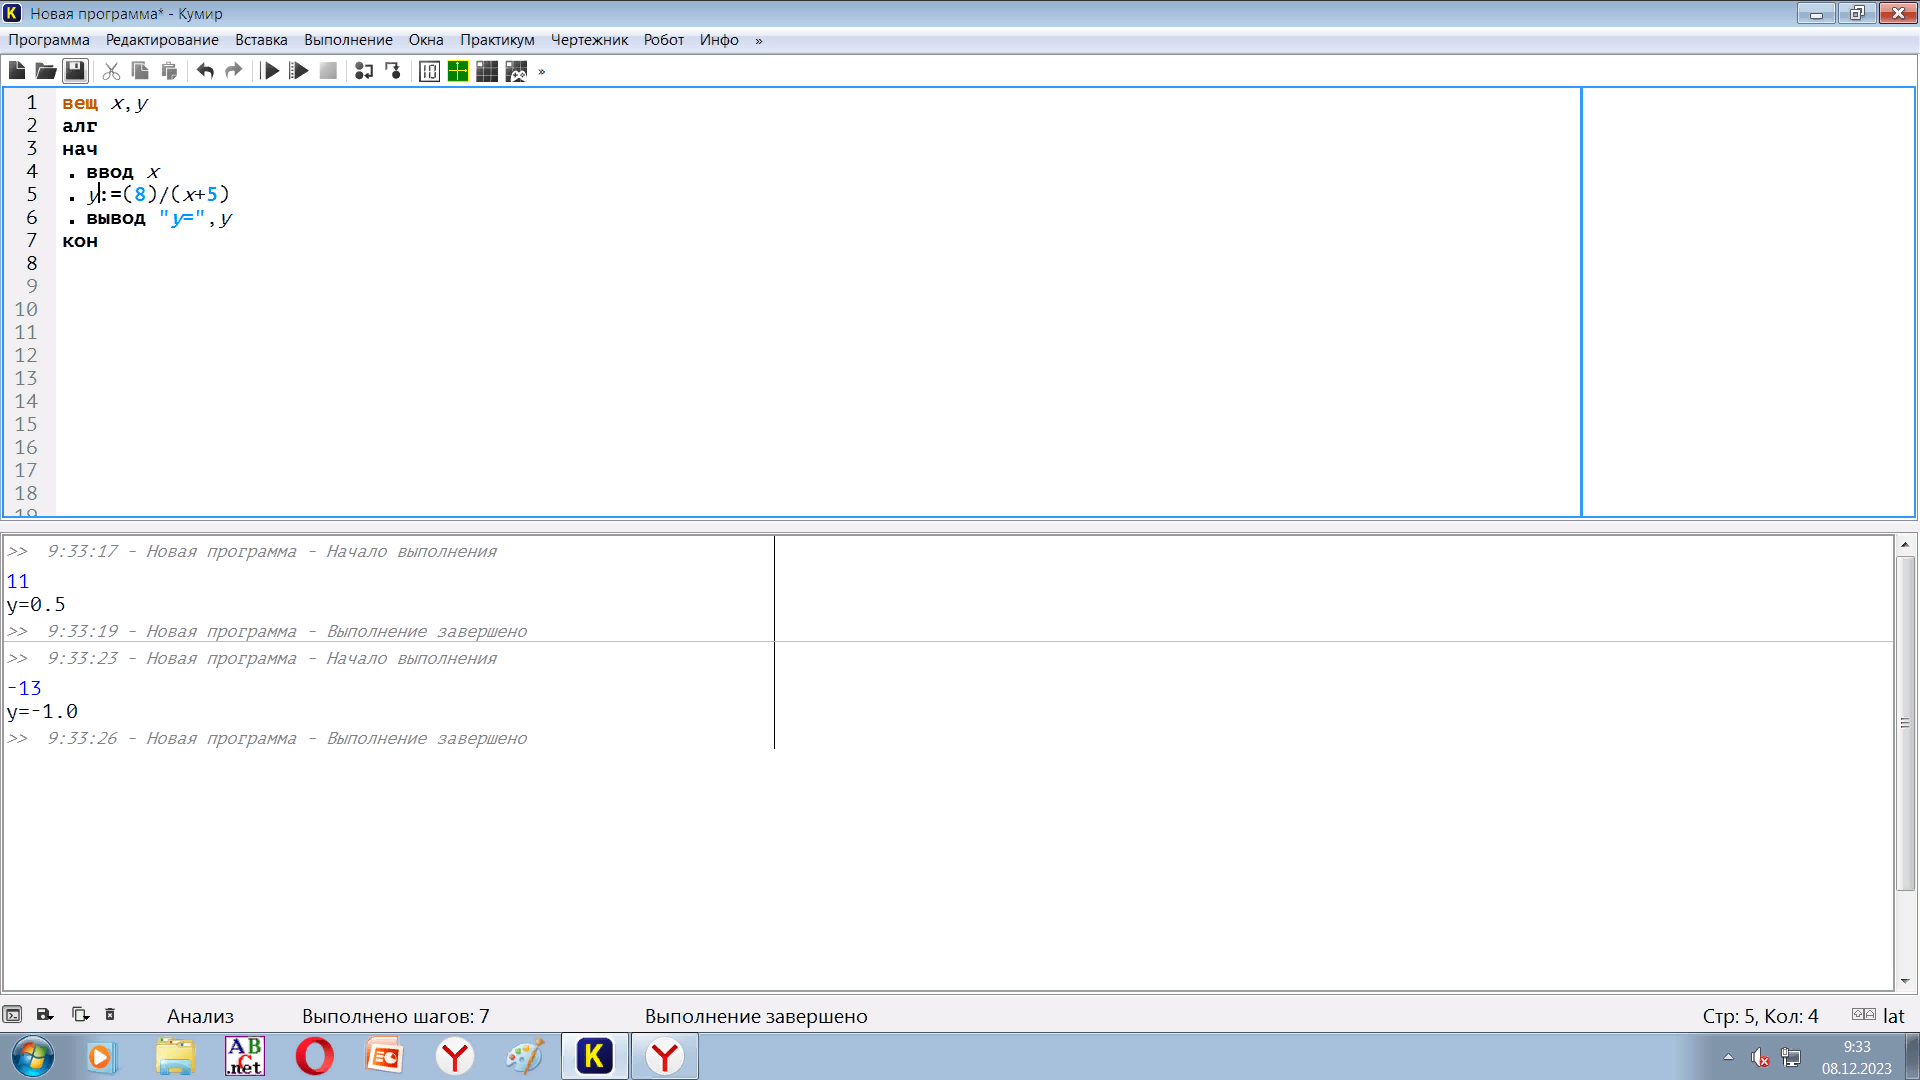 Новая программа* - Кумир
Программа Редактирование Вставка Выполнение Окна Практикум Чертежник Робот Инфо »
»
1 вещ x,y
2 алг
3 нач
4 . ввод x
5 . y:=(8)/(x+5)
6 . вывод "y=",y
7 кон
8
9
10
11
12
13
14
15
16
17
18
19
>> 9:33:17 - Новая программа - Начало выполнения
11
y=0.5
>> 9:33:19 - Новая программа - Выполнение завершено
>> 9:33:23 - Новая программа - Начало выполнения
-13
y=-1.0
>> 9:33:26 - Новая программа - Выполнение завершено
Анализ Выполнено шагов: 7 Выполнение завершено Стр: 5, Кол: 4 lat
9:33
08.12.2023